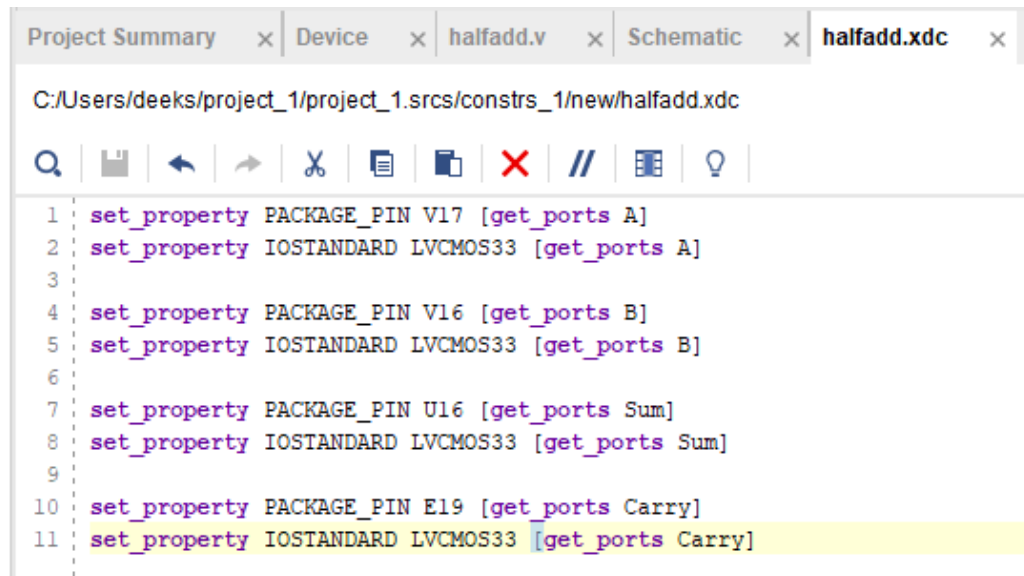 Project Summary × Device × halfadd.v × Schematic × halfadd.xdc ×
C:/Users/deeks/project_1/project_1.srcs/constrs_1/new/halfadd.xdc
1 set_property PACKAGE_PIN V17 [get_ports A]
2 set_property IOSTANDARD LVCMOS33 [get_ports A]
3
4 set_property PACKAGE_PIN V16 [get_ports B]
5 set_property IOSTANDARD LVCMOS33 [get_ports B]
6
7 set_property PACKAGE_PIN U16 [get_ports Sum]
8 set_property IOSTANDARD LVCMOS33 [get_ports Sum]
9
10 set_property PACKAGE_PIN E19 [get_ports Carry]
11 set_property IOSTANDARD LVCMOS33 [get_ports Carry]